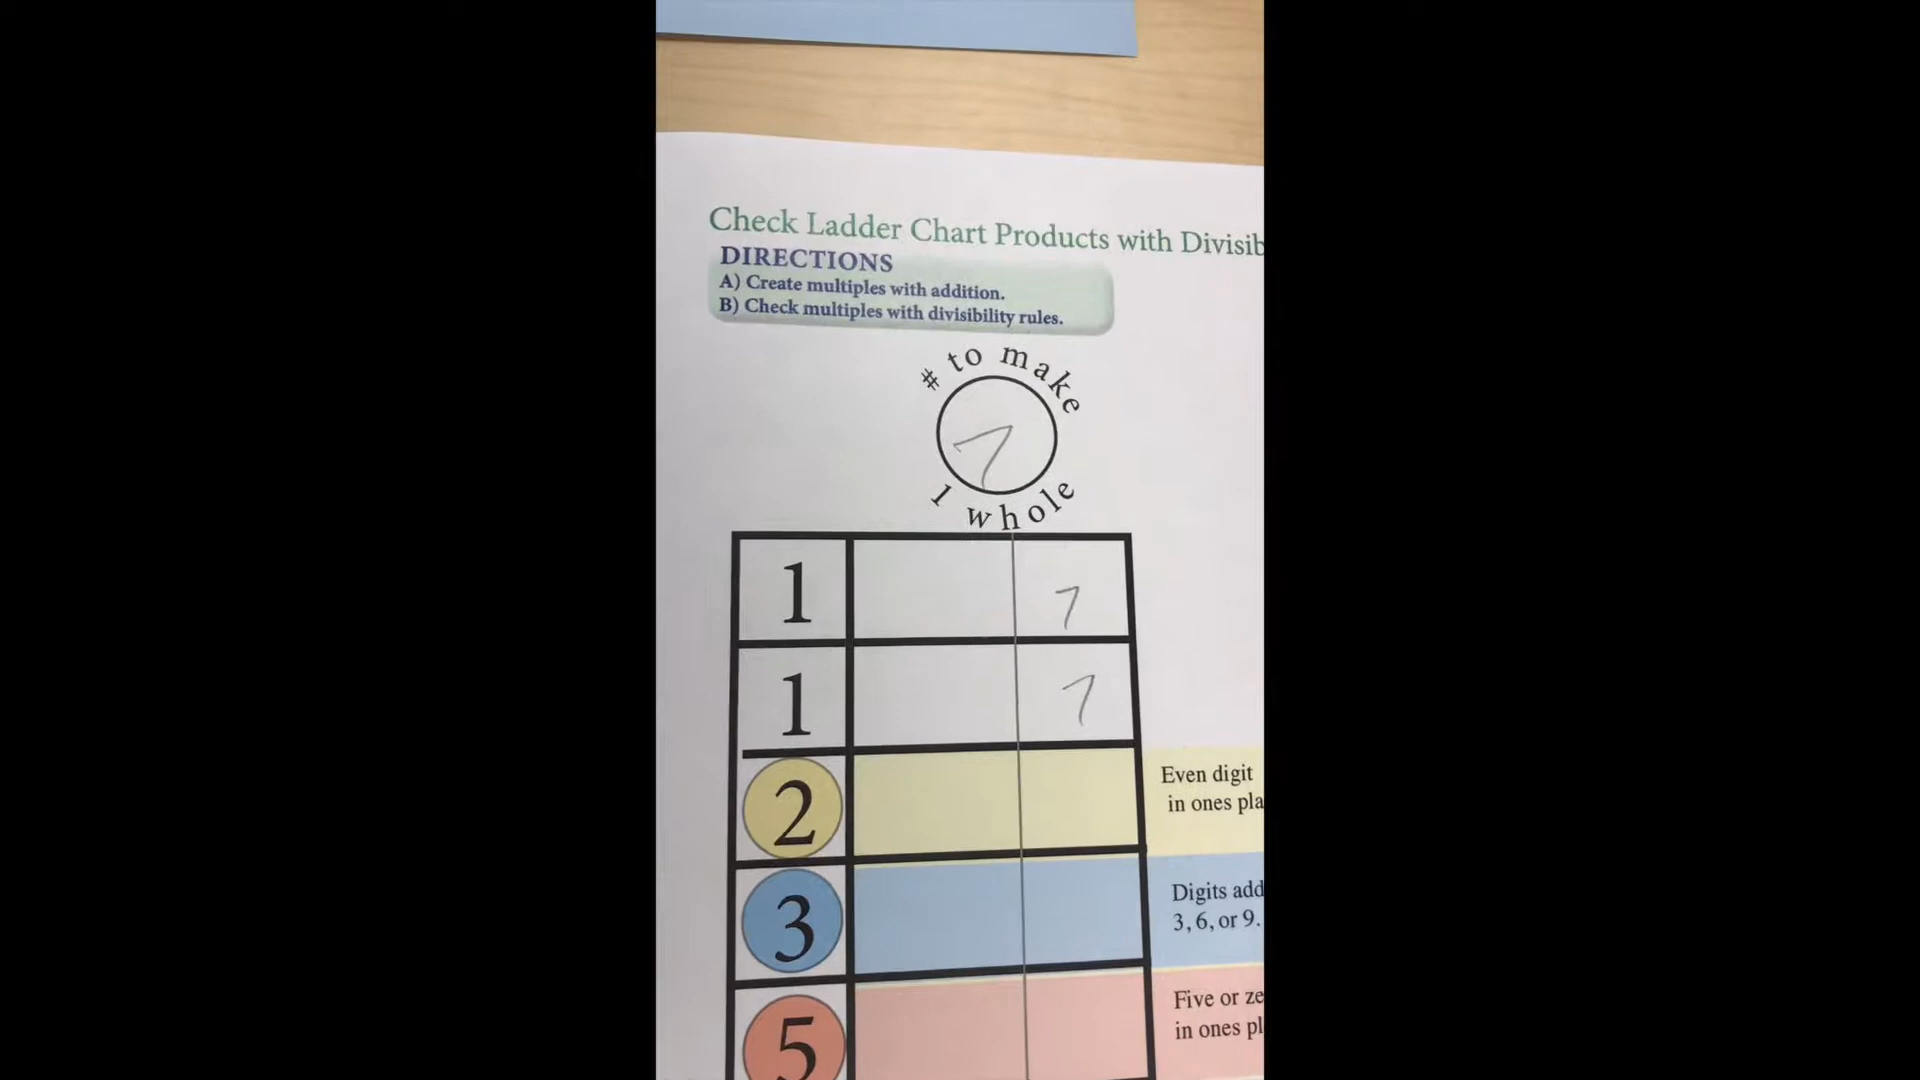 Check Ladder Chart Products with Divisib
DIRECTIONS
A) Create multiples with addition.
B) Check multiples with divisibility rules.
# to make
7
1 whole
1 7
1 7
2
Even digit
in ones pla
3
Digits add
3, 6, or 9.
5
Five or ze
in ones pl